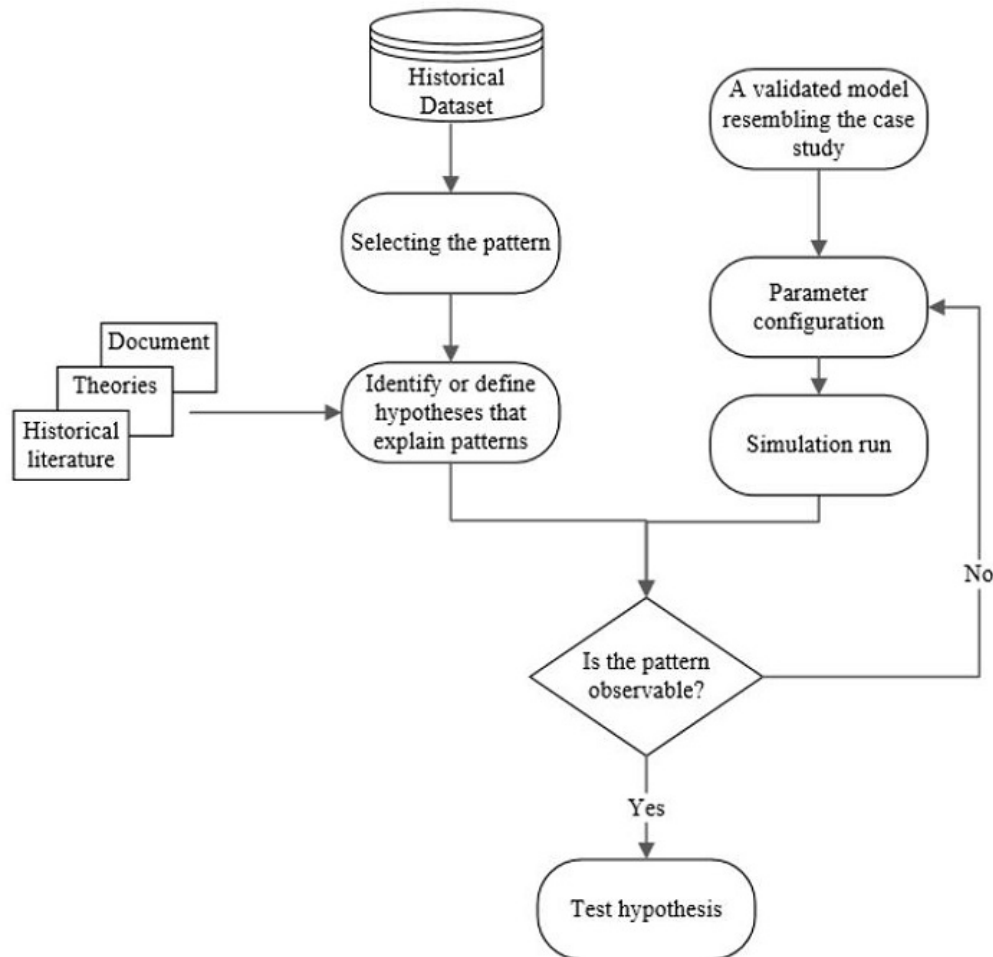 Historical
Dataset
A validated model
resembling the case
study
Selecting the pattern
Parameter
configuration
Document
Theories
Historical
literature
Identify or define
hypotheses that
explain patterns
Simulation run
No
Is the pattern
observable?
Yes
Test hypothesis